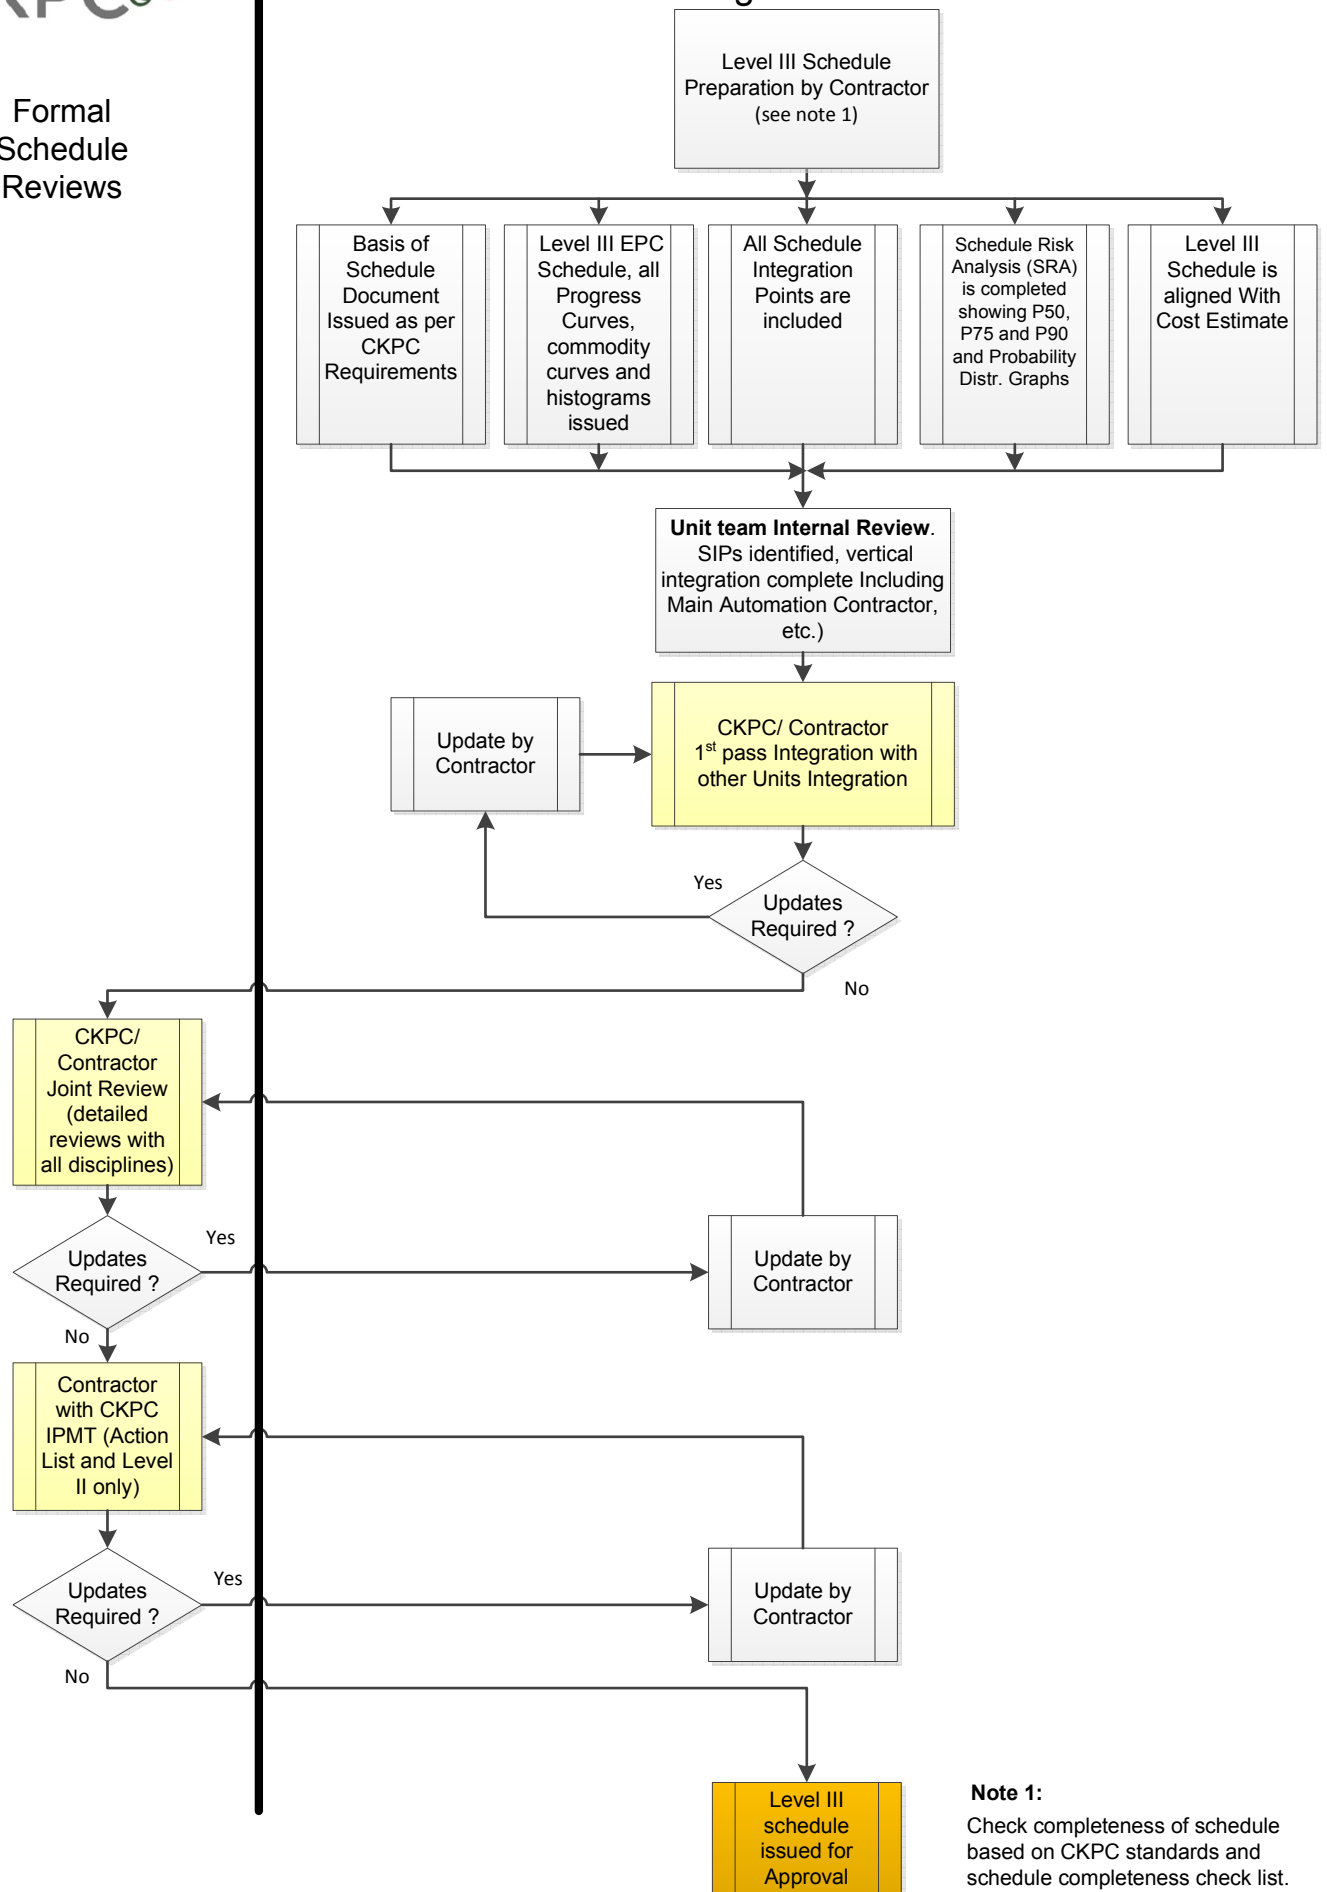 Formal
Schedule
Reviews
Level III Schedule
Preparation by Contractor
(see note 1)
Basis of
Schedule
Document
Issued as per
CKPC
Requirements
Level III EPC
Schedule, all
Progress
Curves,
commodity
curves and
histograms
issued
All Schedule
Integration
Points are
included
Schedule Risk
Analysis (SRA)
is completed
showing P50,
P75 and P90
and Probability
Distr. Graphs
Level III
Schedule is
aligned With
Cost Estimate
Unit team Internal Review.
SIPs identified, vertical
integration complete Including
Main Automation Contractor,
etc.)
Update by
Contractor
CKPC/ Contractor
1st pass Integration with
other Units Integration
Yes
Updates
Required ?
No
CKPC/
Contractor
Joint Review
(detailed
reviews with
all disciplines)
Updates
Required ?
Yes
Update by
Contractor
No
Contractor
with CKPC
IPMT (Action
List and Level
II only)
Updates
Required ?
Yes
Update by
Contractor
No
Level III
schedule
issued for
Approval
Note 1:
Check completeness of schedule
based on CKPC standards and
schedule completeness check list.